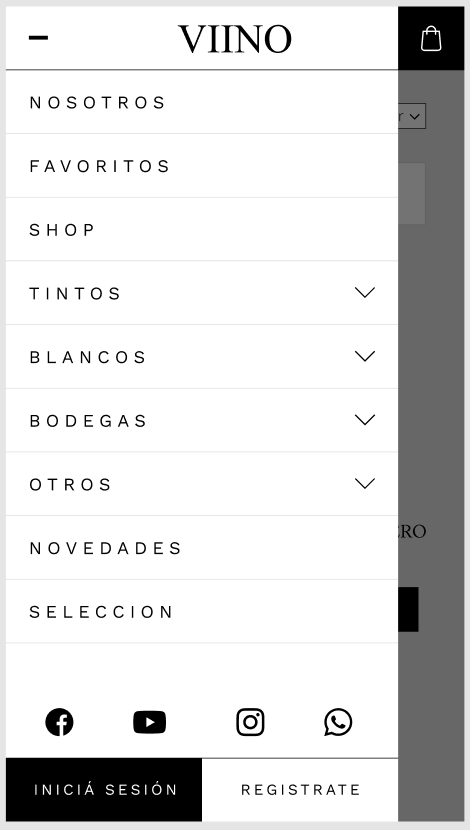 VIINO
NOSOTROS
FAVORITOS
SHOP
TINTOS
BLANCOS
BODEGAS
OTROS
NOVEDADES
SELECCION
INICIÁ SESIÓN
REGISTRATE